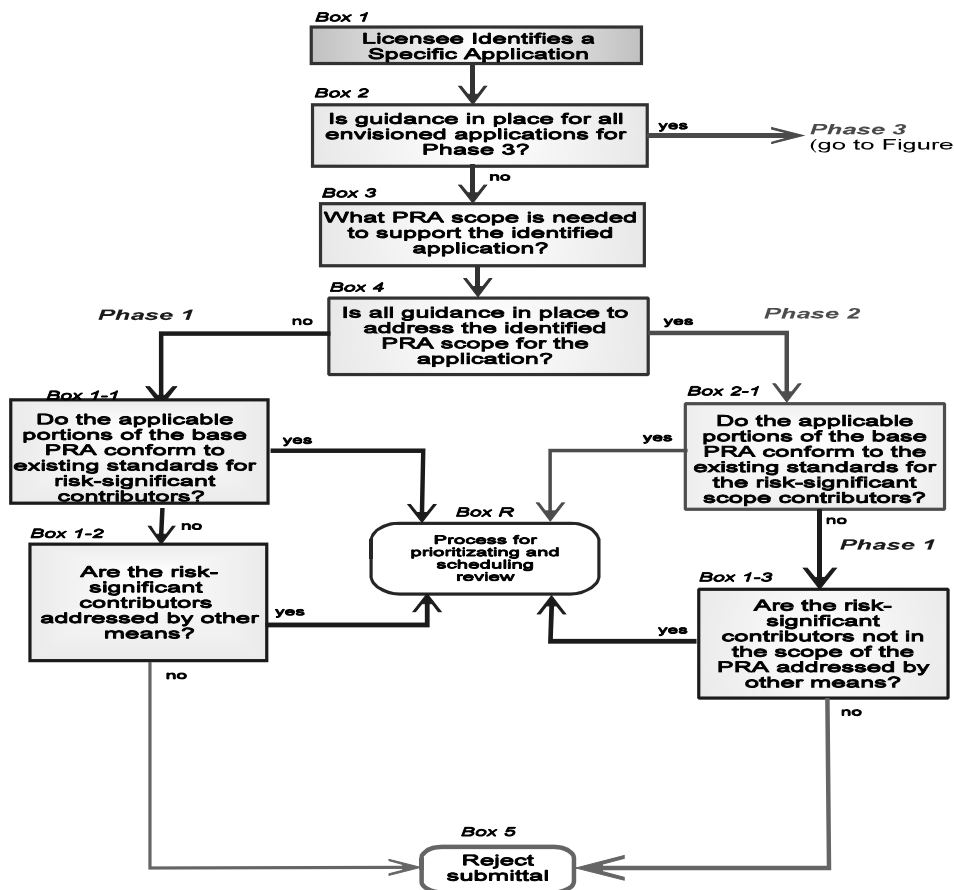 Box 1
Licensee Identifies a
Specific Application
Box 2
Is guidance in place for all
envisioned applications for
Phase 3?
yes
Phase 3
(go to Figure
no
Box 3
What PRA scope is needed
to support the identified
application?
Box 4
Phase 1
no
Is all guidance in place to
address the identified
PRA scope for the
application?
yes
Phase 2
Box 1-1
Do the applicable
portions of the base
PRA conform to
existing standards for
risk-significant
contributors?
yes
no
Box 2-1
Do the applicable
portions of the base
PRA conform to the
existing standards for
the risk-significant
scope contributors?
yes
no
Phase 1
Box R
Process for
prioritizating and
scheduling
review
Box 1-2
Are the risk-
significant
contributors
addressed by other
means?
yes
no
Box 1-3
Are the risk-
significant
contributors not in
the scope of the
PRA addressed by
other means?
yes
no
Box 5
Reject
submittal